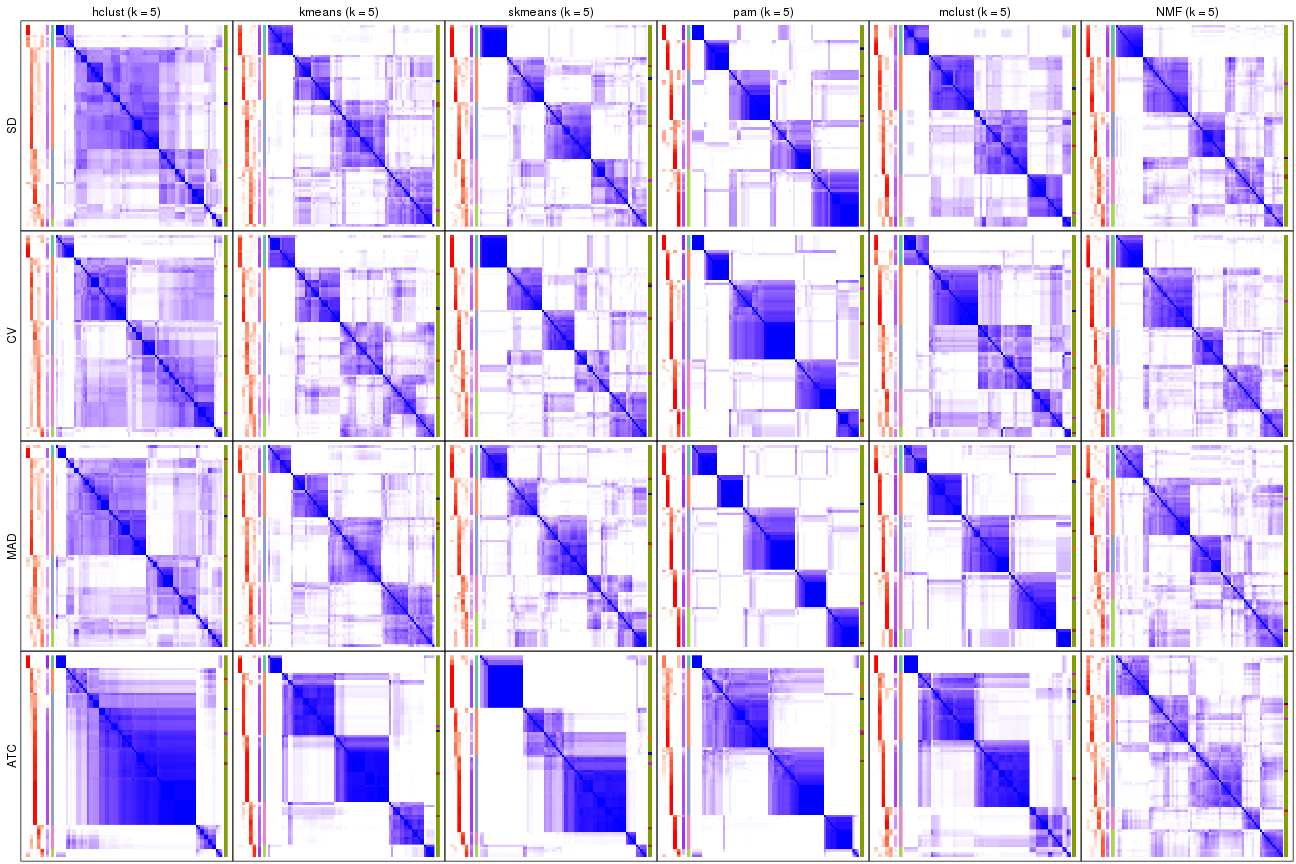 hclust (k = 5) kmeans (k = 5) skmeans (k = 5) pam (k = 5) mclust (k = 5) NMF (k = 5)
SD
CV
MAD
ATC